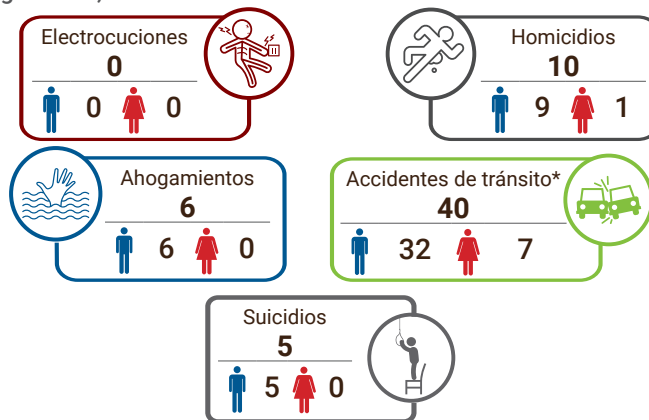 Electrocuciones
0
0 0
Homicidios
10
9 1
Ahogamientos
6
6 0
Accidentes de tránsito*
40
32 7
Suicidios
5
5 0